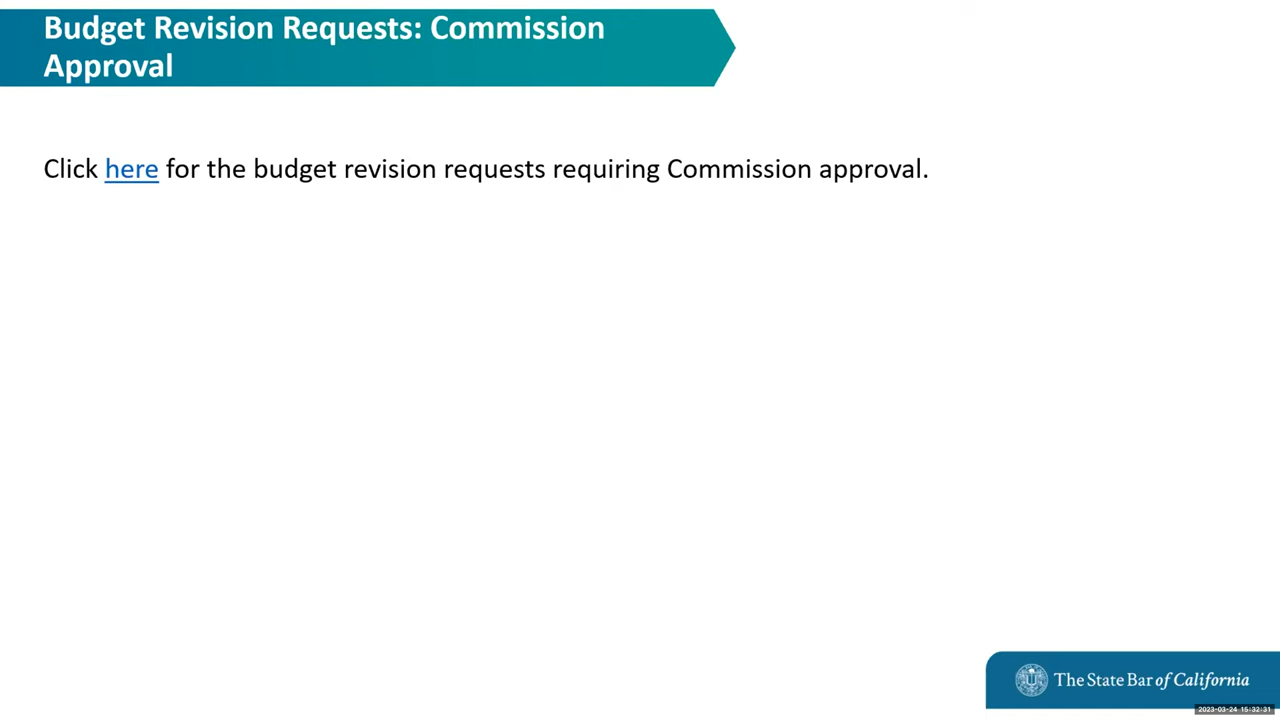 Budget Revision Requests: Commission
Approval
Click here for the budget revision requests requiring Commission approval.
The State Bar of California
2023-03-24 15:32:31